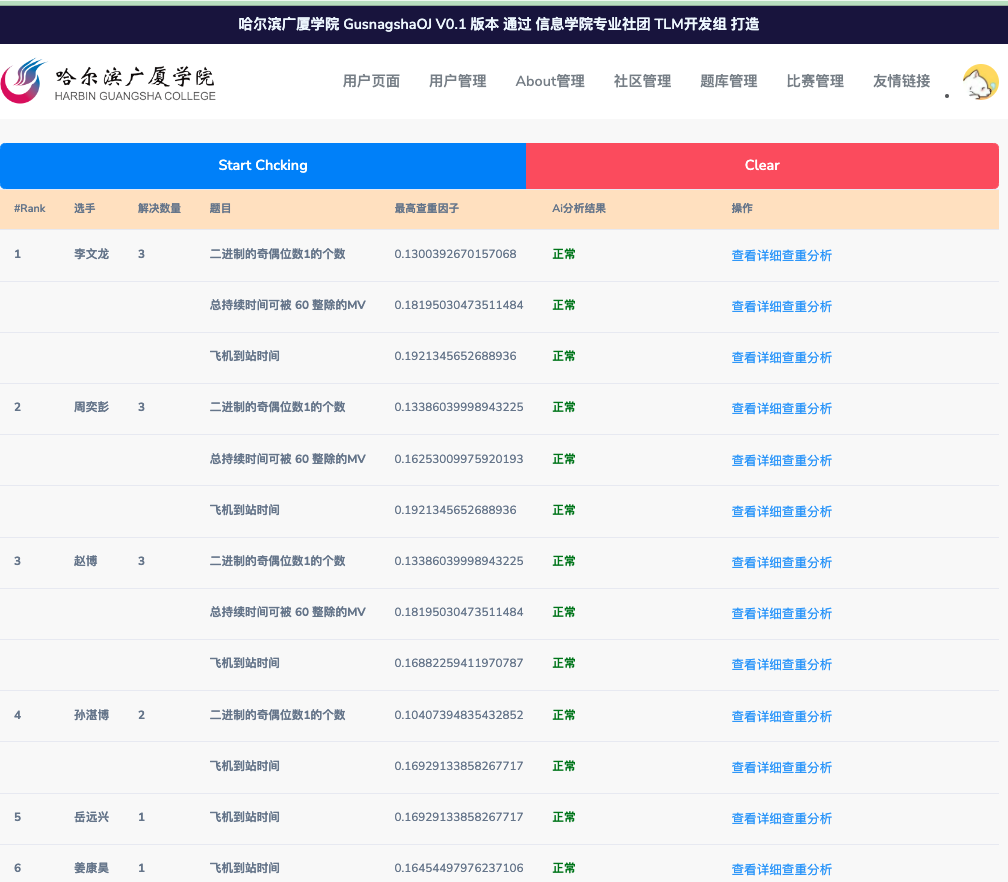 哈尔滨广厦学院 GusnagshaOJ V0.1 版本 通过 信息学院专业社团 TLM开发组 打造
哈尔滨广厦学院
HARBIN GUANGSHA COLLEGE
用户页面 用户管理 About管理 社区管理 题库管理 比赛管理 友情链接
Start Chcking Clear
#Rank 选手 解决数量 题目 最高查重因子 Ai分析结果 操作
1 李文龙 3 二进制的奇偶位数1的个数 0.1300392670157068 正常 查看详细查重分析
总持续时间可被 60 整除的MV 0.18195030473511484 正常 查看详细查重分析
飞机到站时间 0.1921345652688936 正常 查看详细查重分析
2 周奕彭 3 二进制的奇偶位数1的个数 0.13386039998943225 正常 查看详细查重分析
总持续时间可被 60 整除的MV 0.16253009975920193 正常 查看详细查重分析
飞机到站时间 0.1921345652688936 正常 查看详细查重分析
3 赵博 3 二进制的奇偶位数1的个数 0.13386039998943225 正常 查看详细查重分析
总持续时间可被 60 整除的MV 0.18195030473511484 正常 查看详细查重分析
飞机到站时间 0.16882259411970787 正常 查看详细查重分析
4 孙湛博 2 二进制的奇偶位数1的个数 0.10407394835432852 正常 查看详细查重分析
飞机到站时间 0.16929133858267717 正常 查看详细查重分析
5 岳远兴 1 飞机到站时间 0.16929133858267717 正常 查看详细查重分析
6 姜康昊 1 飞机到站时间 0.16454497976237106 正常 查看详细查重分析